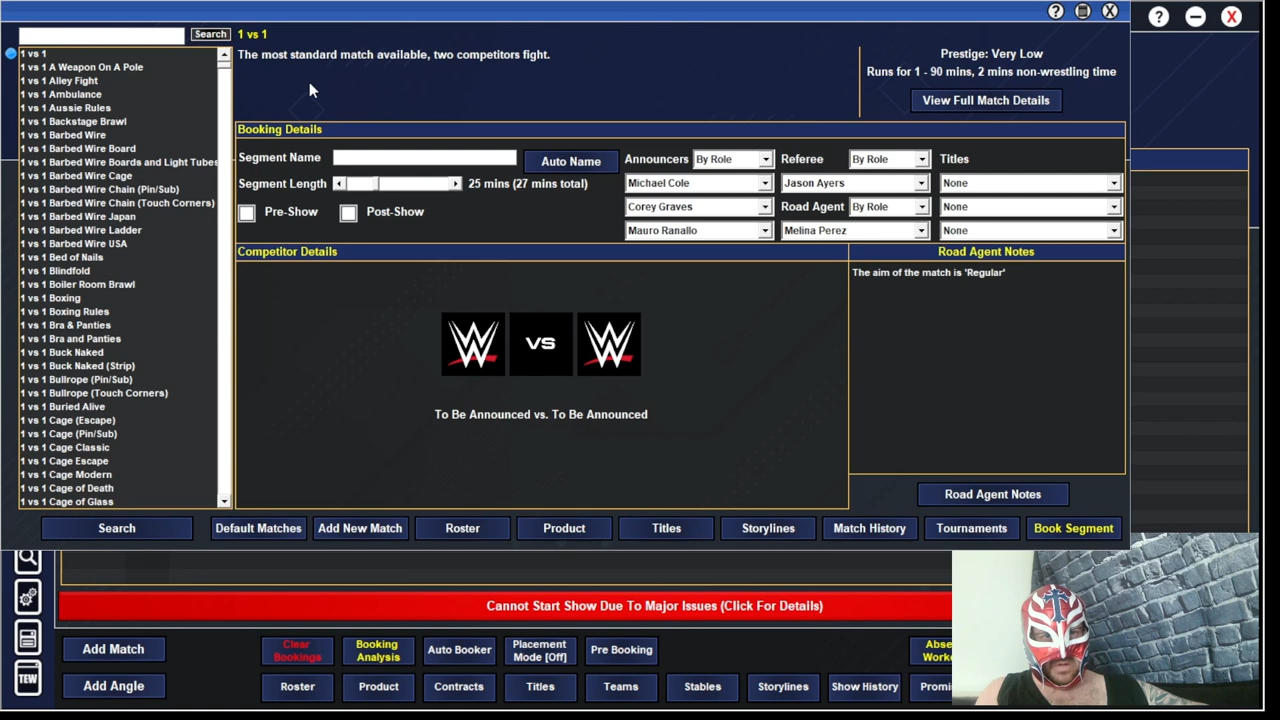 Search
1 vs 1
The most standard match available, two competitors fight.
Prestige: Very Low
Runs for 1 - 90 mins, 2 mins non-wrestling time
View Full Match Details
1 vs 1
1 vs 1 A Weapon On A Pole
1 vs 1 Alley Fight
1 vs 1 Ambulance
1 vs 1 Aussie Rules
1 vs 1 Backstage Brawl
1 vs 1 Barbed Wire
1 vs 1 Barbed Wire Board
1 vs 1 Barbed Wire Boards and Light Tubes
1 vs 1 Barbed Wire Cage
1 vs 1 Barbed Wire Chain (Pin/Sub)
1 vs 1 Barbed Wire Chain (Touch Corners)
1 vs 1 Barbed Wire Japan
1 vs 1 Barbed Wire Ladder
1 vs 1 Barbed Wire USA
1 vs 1 Bed of Nails
1 vs 1 Blindfold
1 vs 1 Boiler Room Brawl
1 vs 1 Boxing
1 vs 1 Boxing Rules
1 vs 1 Bra & Panties
1 vs 1 Bra and Panties
1 vs 1 Buck Naked
1 vs 1 Buck Naked (Strip)
1 vs 1 Bullrope (Pin/Sub)
1 vs 1 Bullrope (Touch Corners)
1 vs 1 Buried Alive
1 vs 1 Cage (Escape)
1 vs 1 Cage (Pin/Sub)
1 vs 1 Cage Classic
1 vs 1 Cage Escape
1 vs 1 Cage Modern
1 vs 1 Cage of Death
1 vs 1 Cage of Glass
Booking Details
Segment Name
Auto Name
Announcers By Role
Referee By Role
Titles
Segment Length
25 mins (27 mins total)
Michael Cole
Jason Ayers
None
Pre-Show
Post-Show
Corey Graves
Road Agent By Role
None
Mauro Ranallo
Melina Perez
None
Competitor Details
Road Agent Notes
The aim of the match is 'Regular'
VS
To Be Announced vs. To Be Announced
Road Agent Notes
Search
Default Matches
Add New Match
Roster
Product
Titles
Storylines
Match History
Tournaments
Book Segment
Cannot Start Show Due To Major Issues (Click For Details)
Add Match
Clear Bookings
Booking Analysis
Auto Booker
Placement Mode [Off]
Pre Booking
Add Angle
Roster
Product
Contracts
Titles
Teams
Stables
Storylines
Show History
TEW